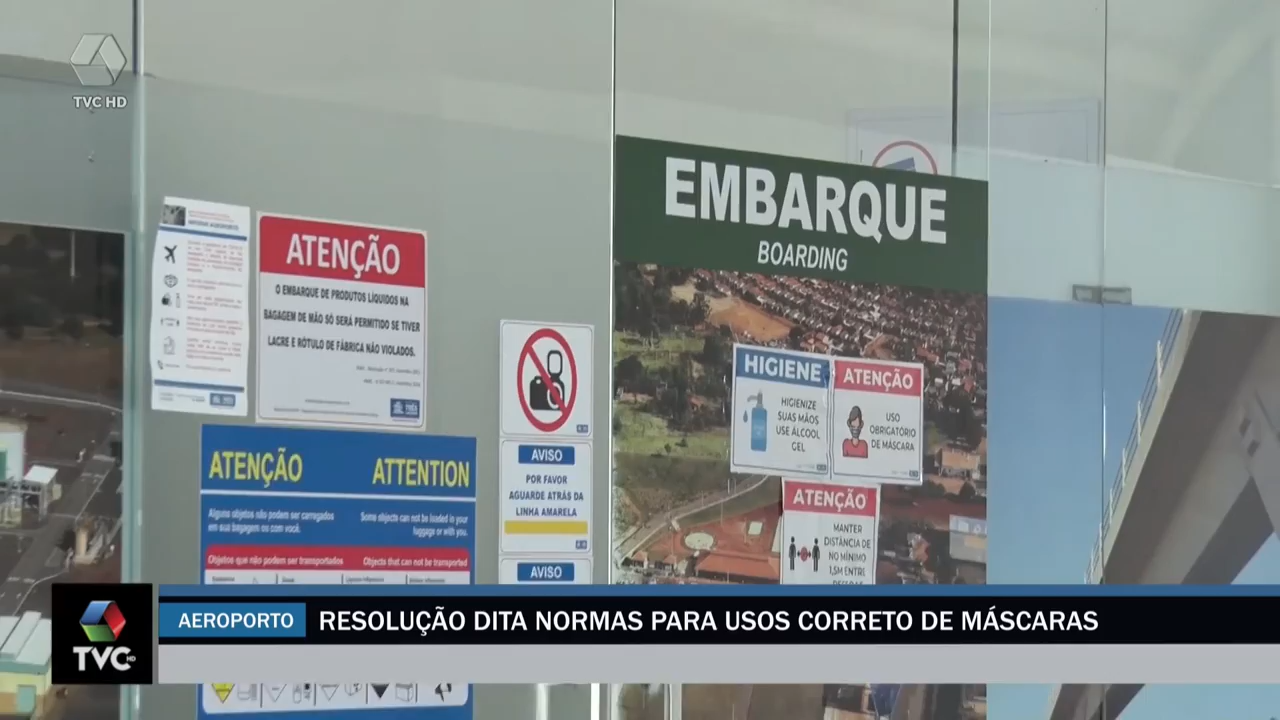 TVC HD
EMBARQUE
BOARDING
ATENÇÃO
O EMBARQUE DE PRODUTOS LÍQUIDOS NA
BAGAGEM DE MÃO SÓ SERÁ PERMITIDO SE TIVER
LACRE E RÓTULO DE FÁBRICA NÃO VIOLADOS.
HIGIENE
HIGIENIZE
SUAS MÃOS
USE ÁLCOOL
GEL
ATENÇÃO
USO
OBRIGATÓRIO
DE MÁSCARA
ATENÇÃO
MANTER
DISTÂNCIA DE
NO MÍNIMO
1,5M ENTRE
AVISO
POR FAVOR
AGUARDE ATRÁS DA
LINHA AMARELA
AVISO
ATENÇÃO ATTENTION
Alguns objetos não podem ser carregados
em sua bagagem ou com você.
Some objects can not be loaded in your
luggage or with you.
Objetos que não podem ser transportados
Objects that can not be transported
AEROPORTO
RESOLUÇÃO DITA NORMAS PARA USOS CORRETO DE MÁSCARAS
TVC HD